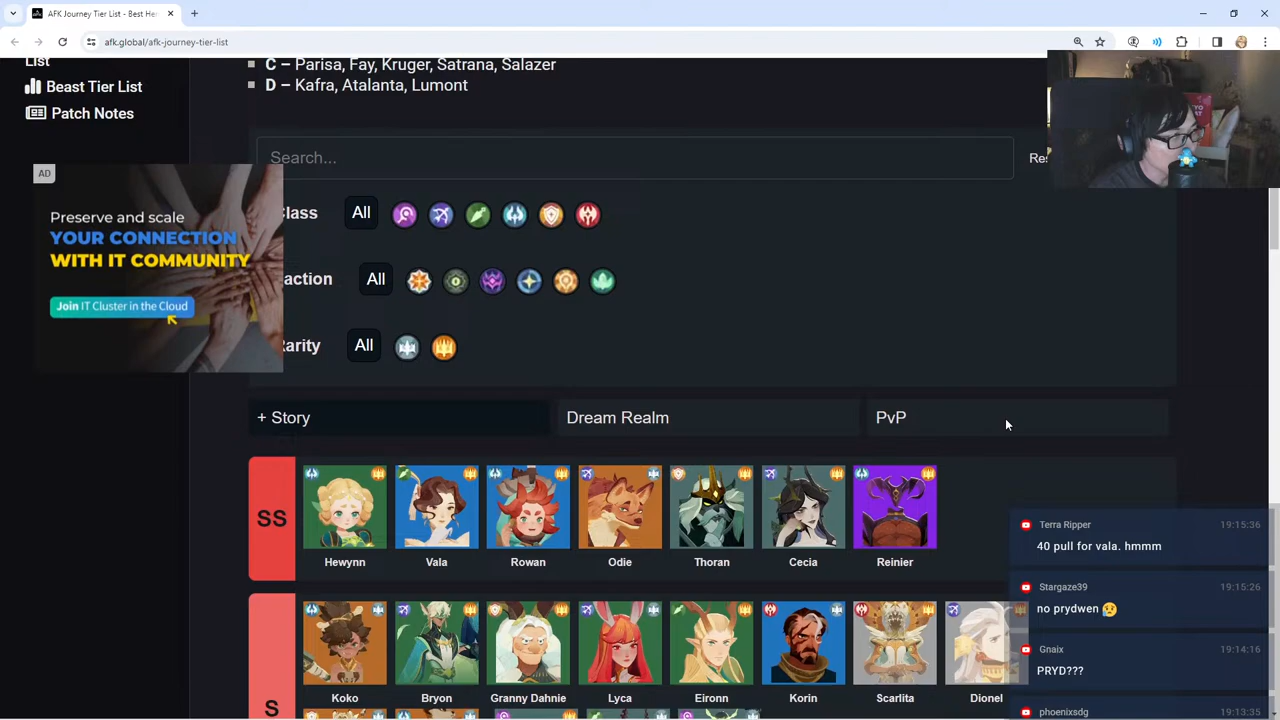 AFK Journey Tier List - Best He
afk.global/afk-journey-tier-list
List
Beast Tier List
Patch Notes
C – Parisa, Fay, Kruger, Satrana, Salazer
D – Kafra, Atalanta, Lumont
Search...
AD
Preserve and scale
YOUR CONNECTION
WITH IT COMMUNITY
Join IT Cluster in the Cloud
Class
All
action
All
Rarity
All
+ Story
Dream Realm
PvP
SS
Hewynn
Vala
Rowan
Odie
Thoran
Cecia
Reinier
S
Koko
Bryon
Granny Dahnie
Lyca
Eironn
Korin
Scarlita
Dionel
Terra Ripper
19:15:36
40 pull for vala. hmmm
Stargaze39
19:15:26
no prydwen 😥
Gnaix
19:14:16
PRYD???
phoenixsdg
19:13:35